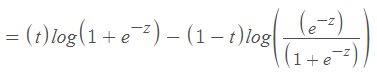 = (t)log(1 + e^{-z}) − (1 − t)log((e^{-z})/(1 + e^{-z}))